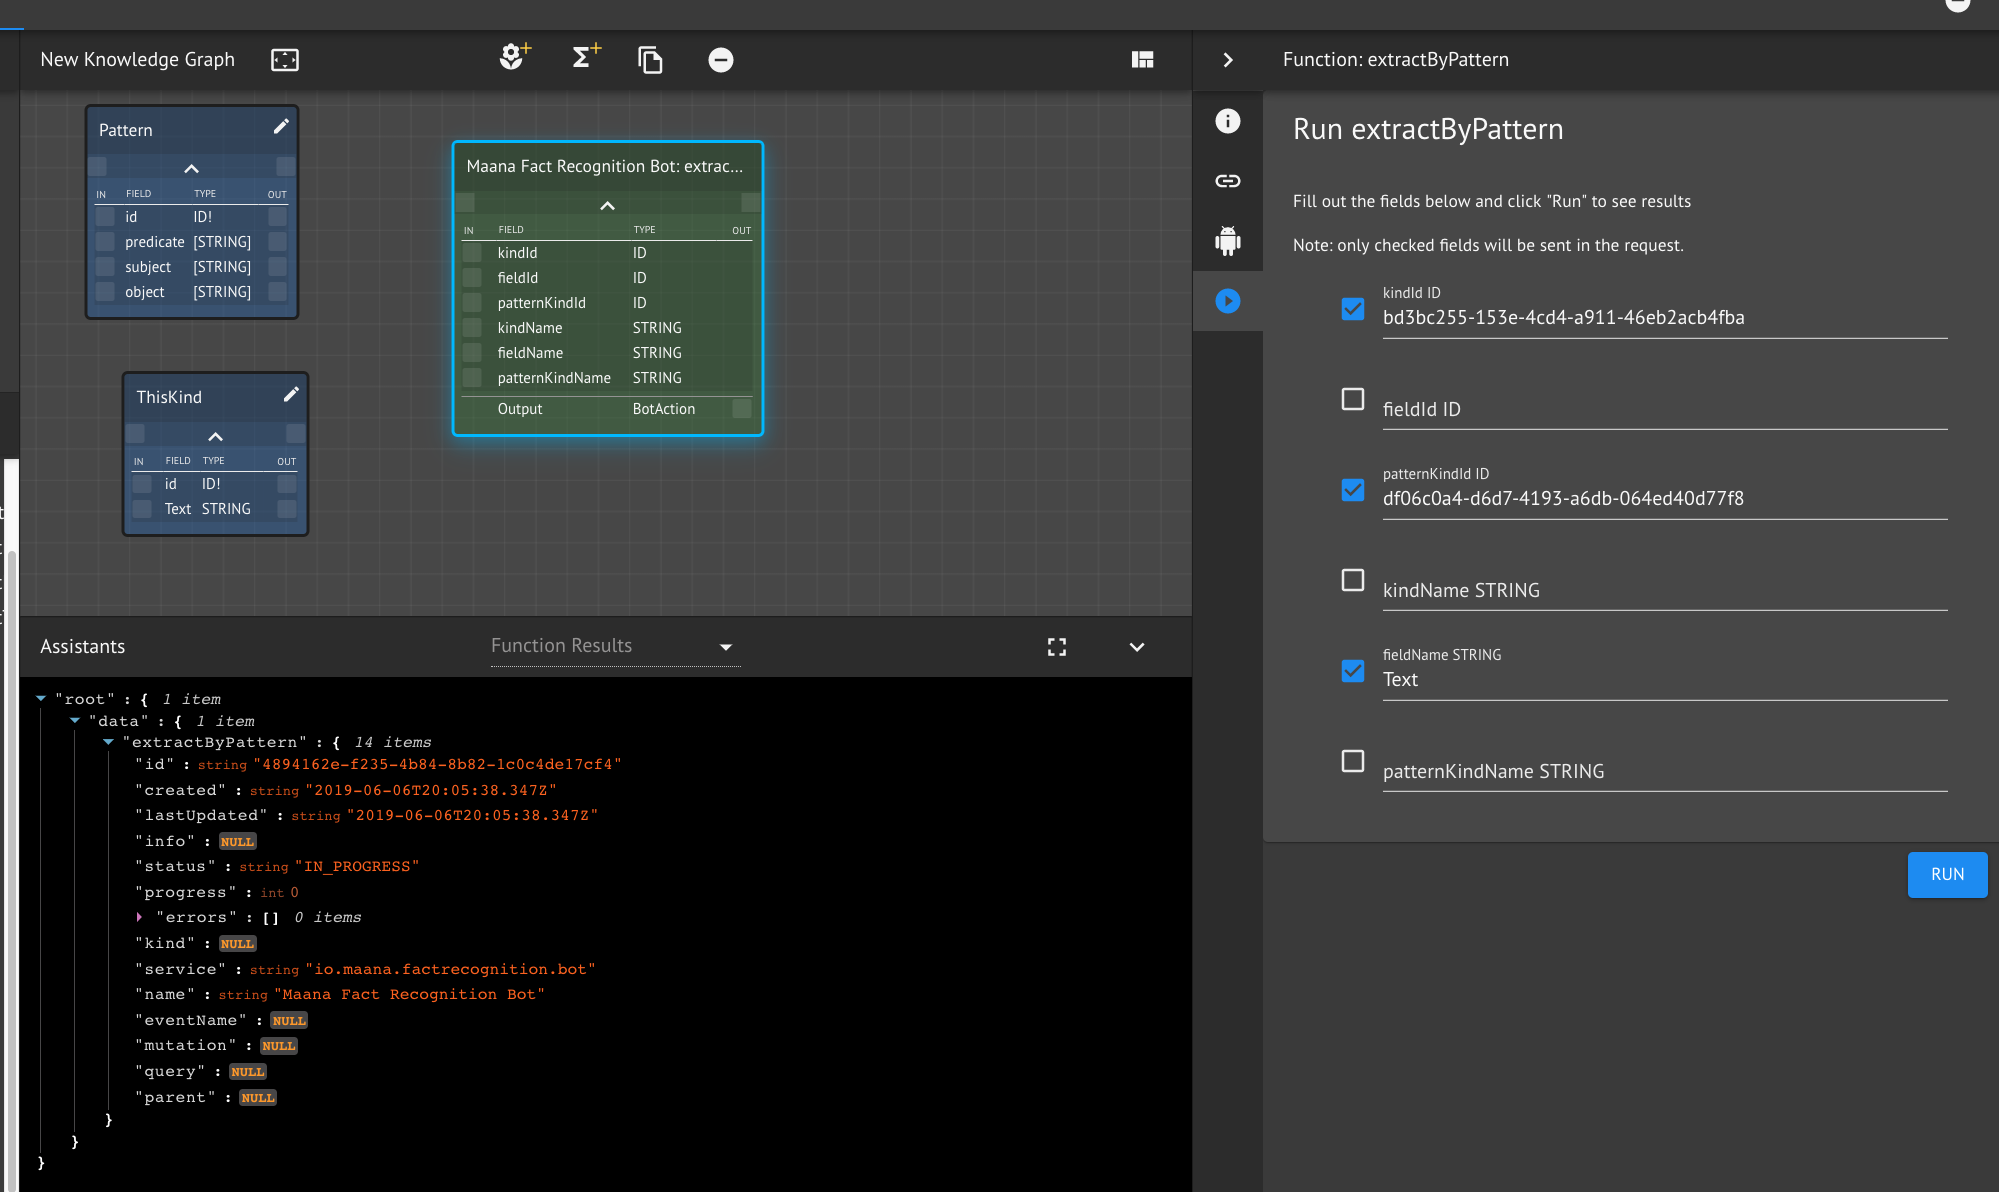 New Knowledge Graph
Function: extractByPattern
Pattern
IN FIELD TYPE OUT
id ID!
predicate [STRING]
subject [STRING]
object [STRING]
Maana Fact Recognition Bot: extrac...
IN FIELD TYPE OUT
kindId ID
fieldId ID
patternKindId ID
kindName STRING
fieldName STRING
patternKindName STRING
Output BotAction
ThisKind
IN FIELD TYPE OUT
id ID!
Text STRING
Run extractByPattern
Fill out the fields below and click "Run" to see results
Note: only checked fields will be sent in the request.
kindId ID
bd3bc255-153e-4cd4-a911-46eb2acb4fba
fieldId ID
patternKindId ID
df06c0a4-d6d7-4193-a6db-064ed40d77f8
kindName STRING
fieldName STRING
Text
patternKindName STRING
RUN
Assistants
Function Results
"root" : { 1 item
"data" : { 1 item
"extractByPattern" : { 14 items
"id" : string "4894162e-f235-4b84-8b82-1c0c4de17cf4"
"created" : string "2019-06-06T20:05:38.347Z"
"lastUpdated" : string "2019-06-06T20:05:38.347Z"
"info" : NULL
"status" : string "IN_PROGRESS"
"progress" : int 0
"errors" : [] 0 items
"kind" : NULL
"service" : string "io.maana.factrecognition.bot"
"name" : string "Maana Fact Recognition Bot"
"eventName" : NULL
"mutation" : NULL
"query" : NULL
"parent" : NULL
}
}
}